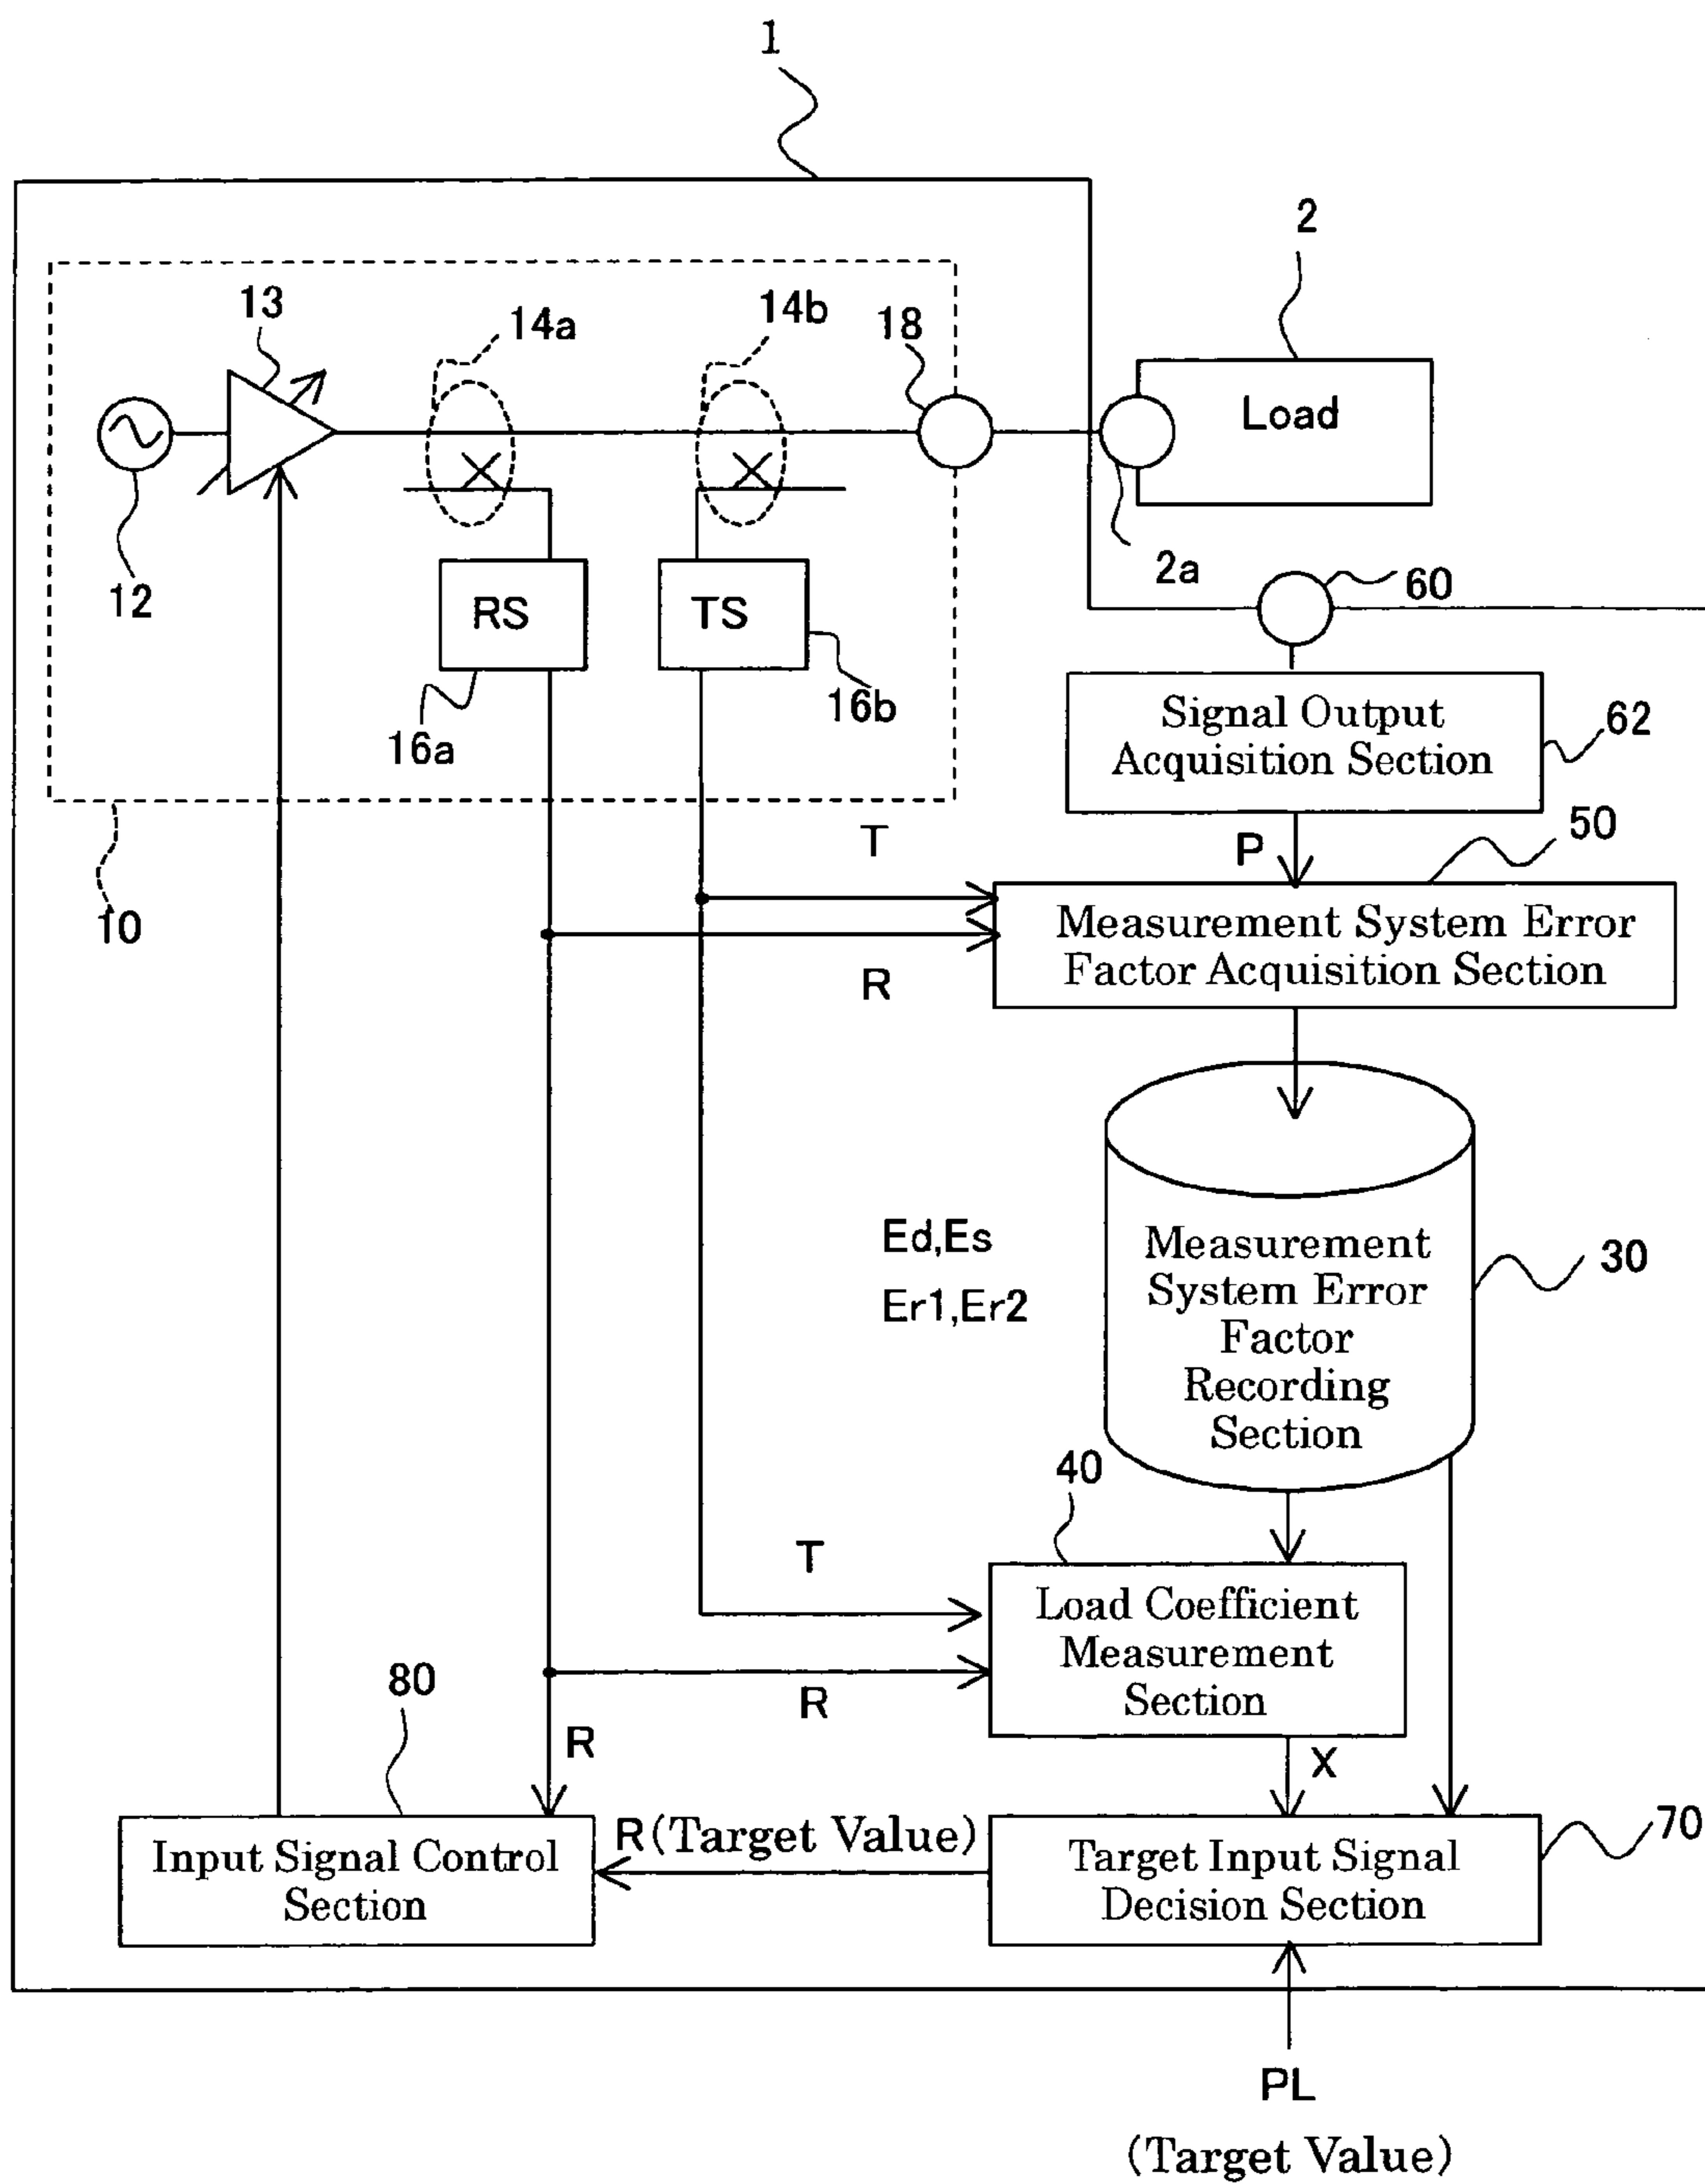 1
2
13
14a
14b
18
Load
12
RS
TS
2a
60
16a
16b
Signal Output
Acquisition Section
62
10
T
P
50
R
Measurement System Error
Factor Acquisition Section
Ed,Es
Er1,Er2
Measurement
System Error
Factor
Recording
Section
30
40
T
R
Load Coefficient
Measurement
Section
80
R
X
R(Target Value)
70
Input Signal Control
Section
Target Input Signal
Decision Section
PL
(Target Value)